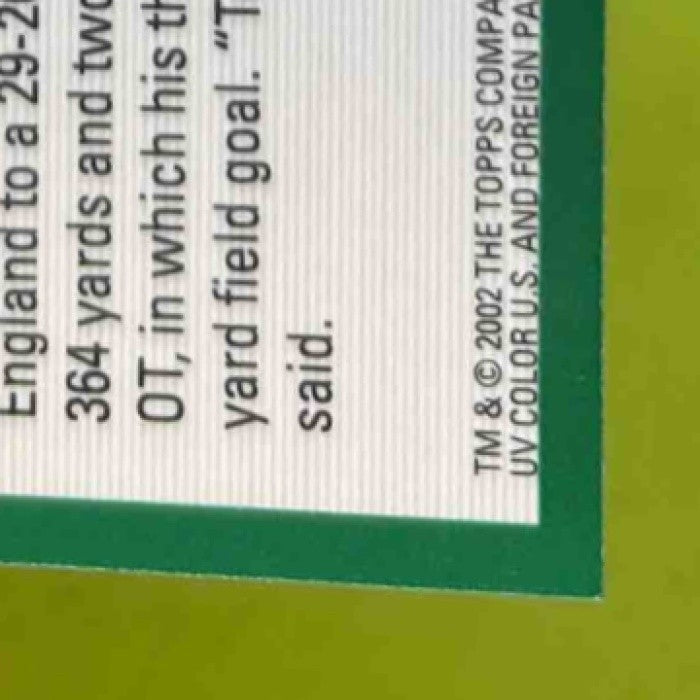 England to a 29-2
364 yards and two
OT, in which his th
yard field goal. “T
said.
TM & © 2002 THE TOPPS COMPA
UV COLOR U.S. AND FOREIGN PA